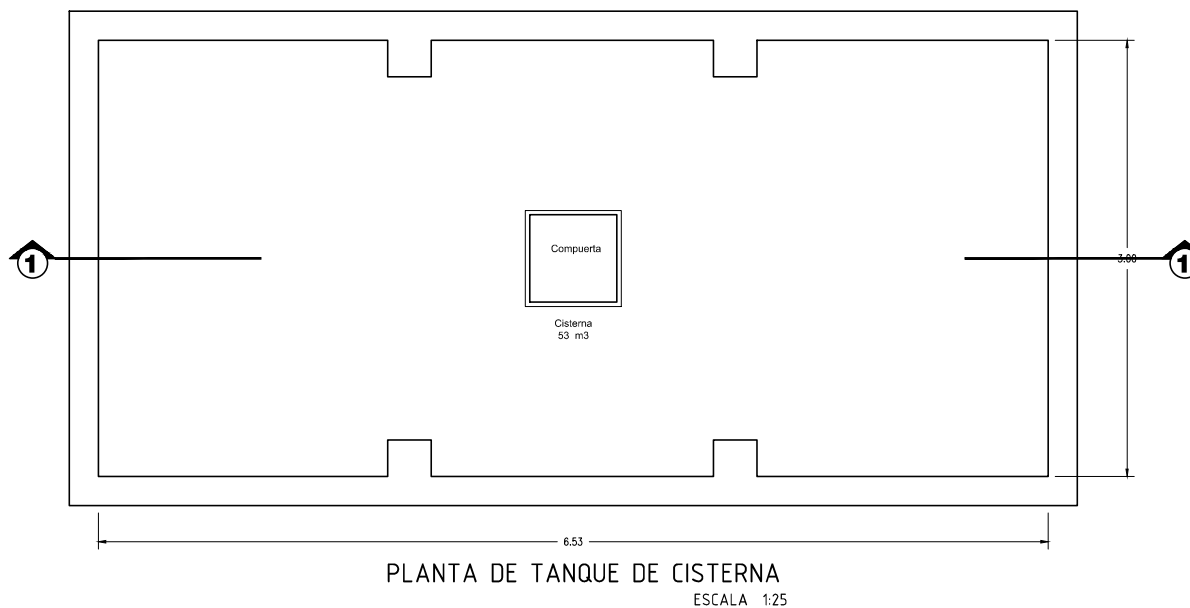 Compuerta
1
1
3.00
Cisterna
53 m3
6.53
PLANTA DE TANQUE DE CISTERNA
ESCALA 1:25